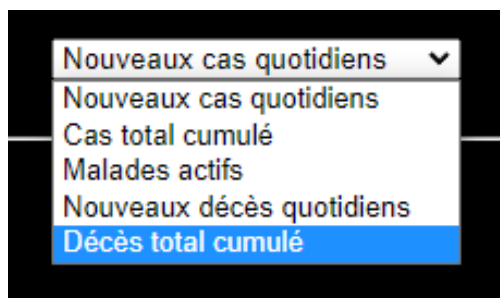 Nouveaux cas quotidiens
Nouveaux cas quotidiens
Cas total cumulé
Malades actifs
Nouveaux décès quotidiens
Décès total cumulé